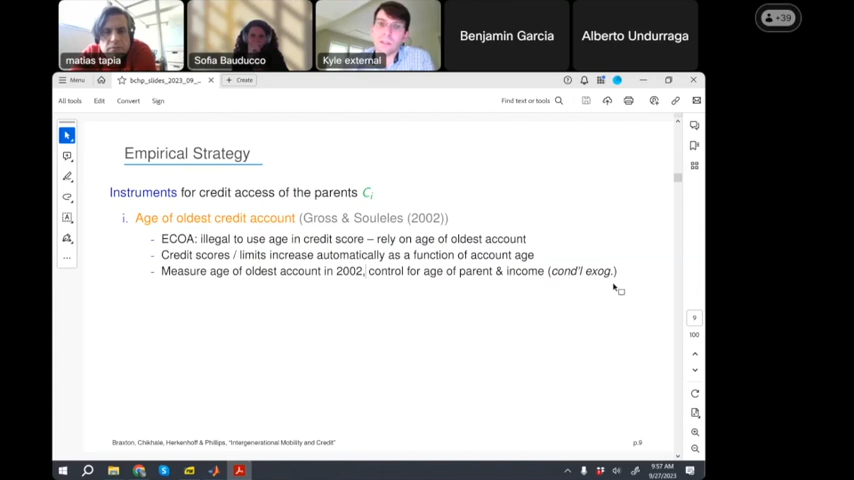 +39
matias tapia
Sofia Bauducco
Kyle external
Benjamin Garcia
Alberto Undurraga
Menu
bchp_slides_2023_09_...
Create
All tools
Edit
Convert
Sign
Find text or tools
Empirical Strategy
Instruments for credit access of the parents Ci
i. Age of oldest credit account (Gross & Souleles (2002))
- ECOA: illegal to use age in credit score – rely on age of oldest account
- Credit scores / limits increase automatically as a function of account age
- Measure age of oldest account in 2002, control for age of parent & income (cond'l exog.)
9
100
Braxton, Chikhale, Herkenhoff & Phillips, "Intergenerational Mobility and Credit"
p.9
9:57 AM
9/27/2023